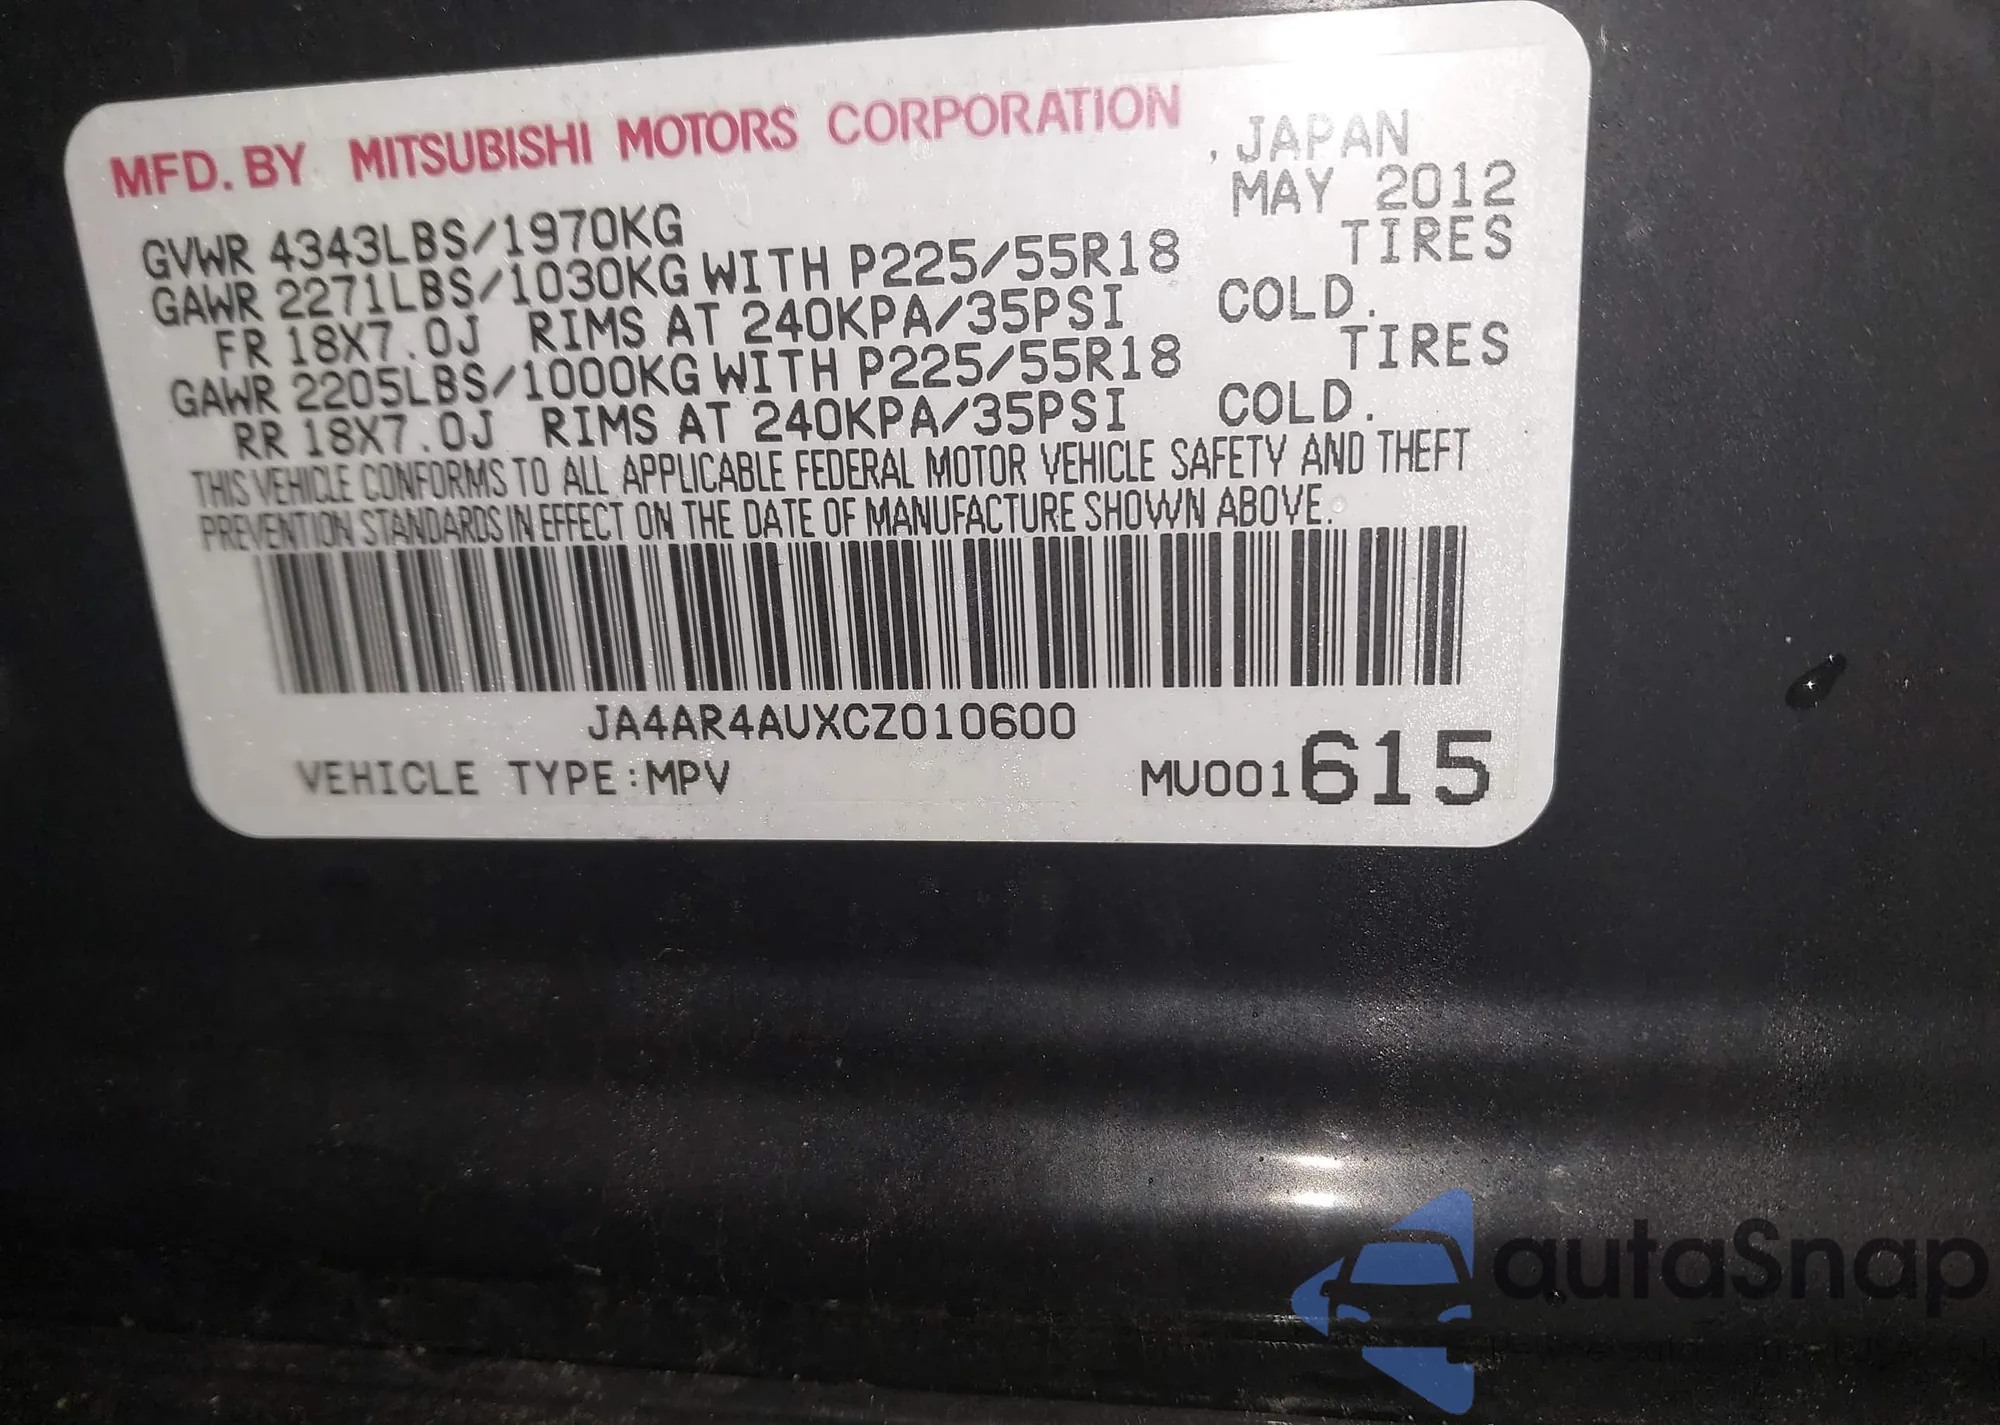 MFD. BY MITSUBISHI MOTORS CORPORATION
, JAPAN
MAY 2012
GVWR 4343LBS/1970KG
GAWR 2271LBS/1030KG WITH P225/55R18 TIRES
FR 18X7.0J RIMS AT 240KPA/35PSI COLD.
GAWR 2205LBS/1000KG WITH P225/55R18 TIRES
RR 18X7.0J RIMS AT 240KPA/35PSI COLD.
THIS VEHICLE CONFORMS TO ALL APPLICABLE FEDERAL MOTOR VEHICLE SAFETY AND THEFT
PREVENTION STANDARDS IN EFFECT ON THE DATE OF MANUFACTURE SHOWN ABOVE.
JA4AR4AUXCZ010600
VEHICLE TYPE:MPV MU001615
autaSnap